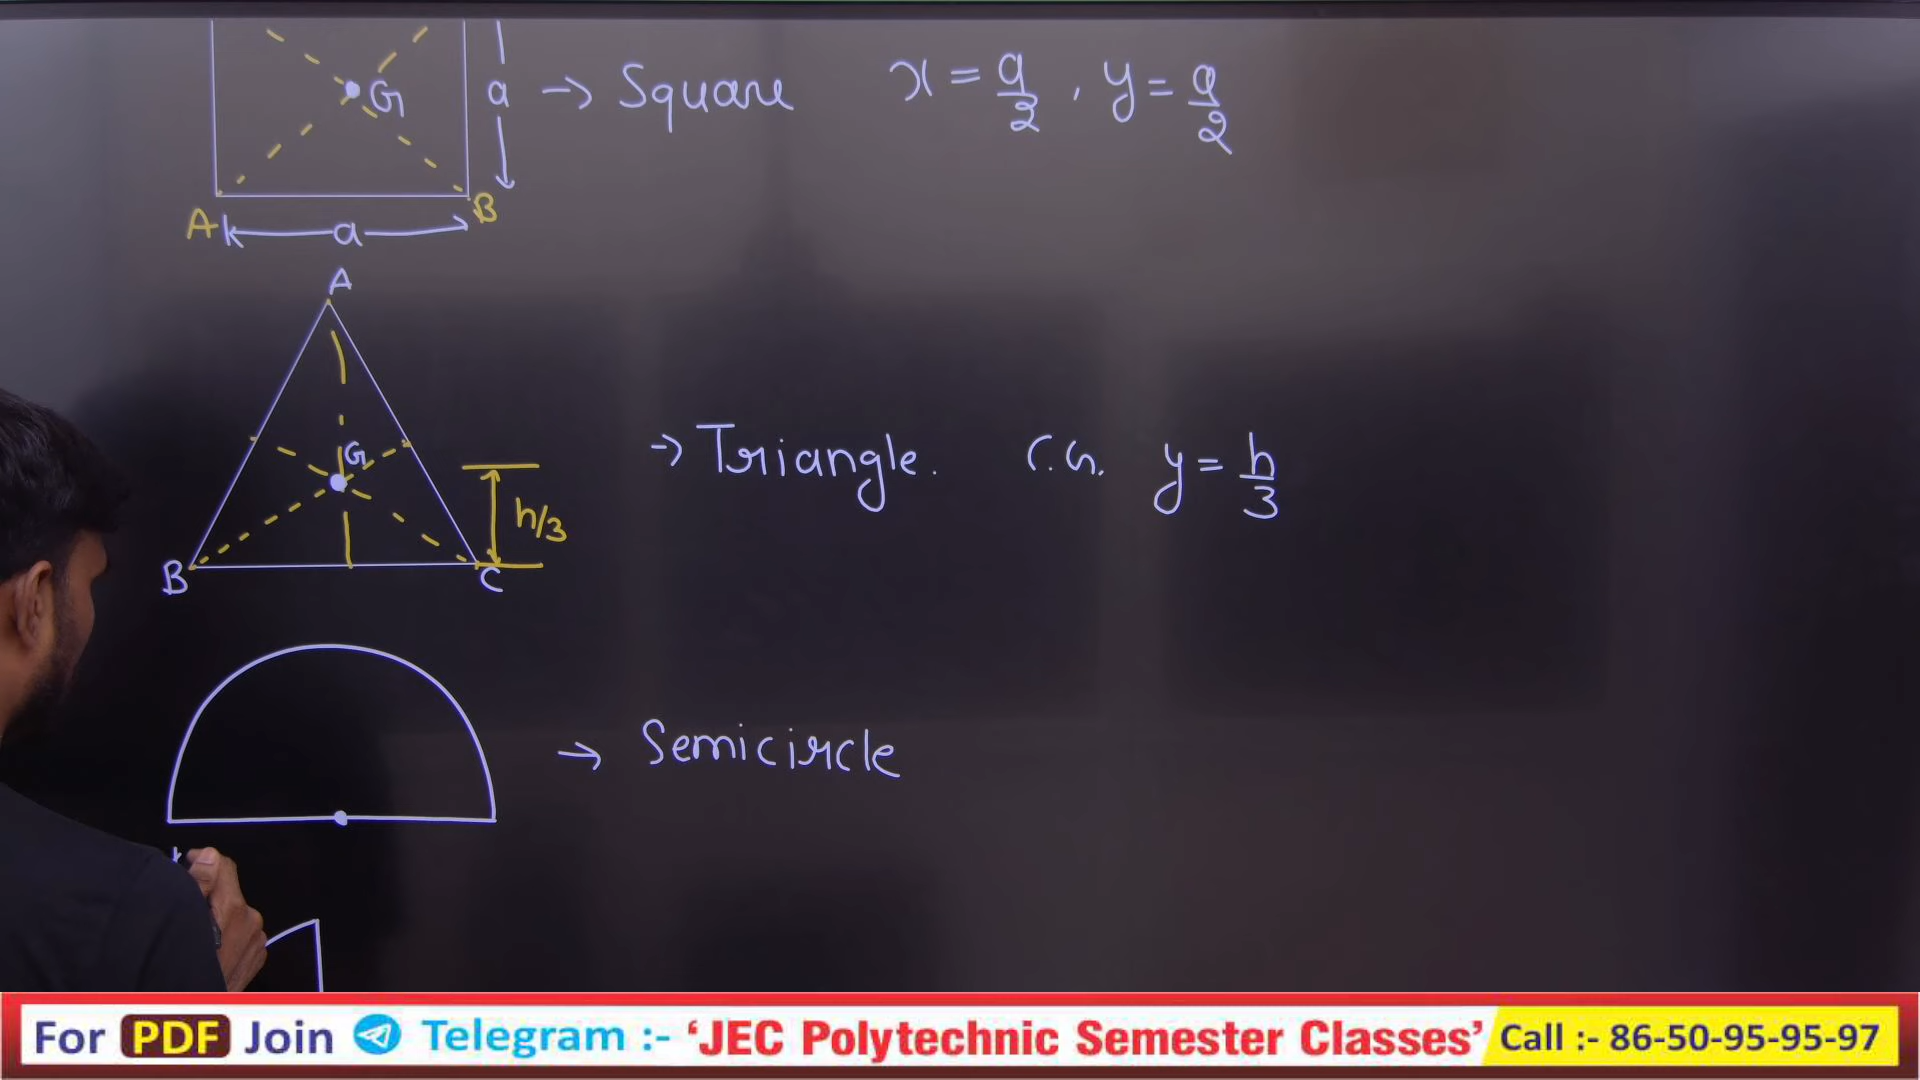 G
a → Square x = a/2 , y = a/2
A B
a
A
G
h/3
→ Triangle. C.G. y = h/3
B C
→ Semicircle
For PDF Join Telegram :- ‘JEC Polytechnic Semester Classes’ Call :- 86-50-95-95-97